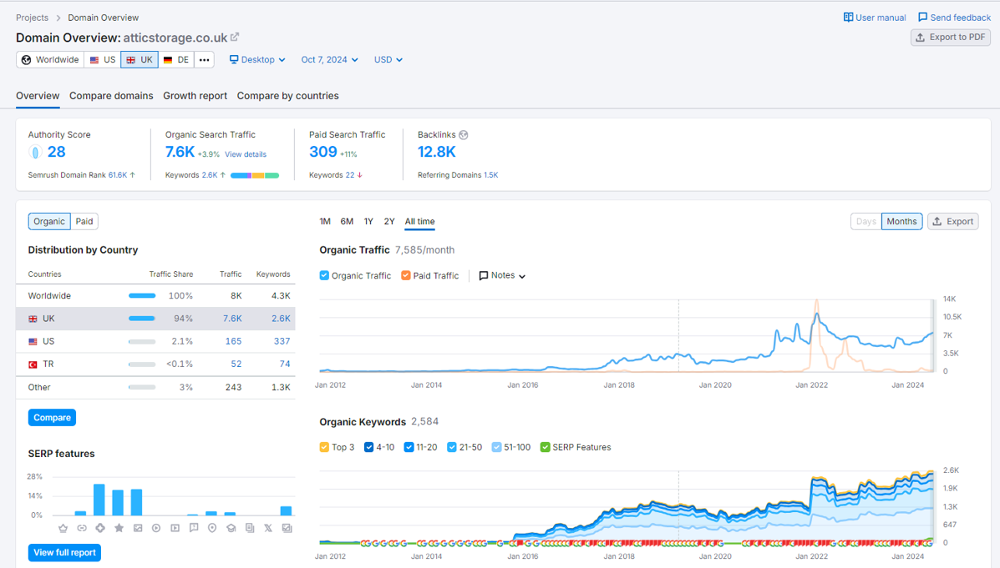 Projects > Domain Overview
User manual Send feedback
Domain Overview: atticstorage.co.uk
Export to PDF
Worldwide US UK DE ••• Desktop Oct 7, 2024 USD
Overview Compare domains Growth report Compare by countries
Authority Score Organic Search Traffic Paid Search Traffic Backlinks
28 7.6K +3.9% View details 309 +11% 12.8K
Semrush Domain Rank 61.6K ↑ Keywords 2.6K ↑ Keywords 22 ↓ Referring Domains 1.5K
Organic Paid
1M 6M 1Y 2Y All time
Days Months Export
Distribution by Country
Countries Traffic Share Traffic Keywords
Worldwide 100% 8K 4.3K
UK 94% 7.6K 2.6K
US 2.1% 165 337
TR <0.1% 52 74
Other 3% 243 1.3K
Compare
SERP features
28%
14%
0%
View full report
Organic Traffic 7,585/month
Organic Traffic Paid Traffic Notes
14K
10.5K
7K
3.5K
0
Jan 2012 Jan 2014 Jan 2016 Jan 2018 Jan 2020 Jan 2022 Jan 2024
Organic Keywords 2,584
Top 3 4-10 11-20 21-50 51-100 SERP Features
2.6K
1.9K
1.3K
647
0
Jan 2012 Jan 2014 Jan 2016 Jan 2018 Jan 2020 Jan 2022 Jan 2024